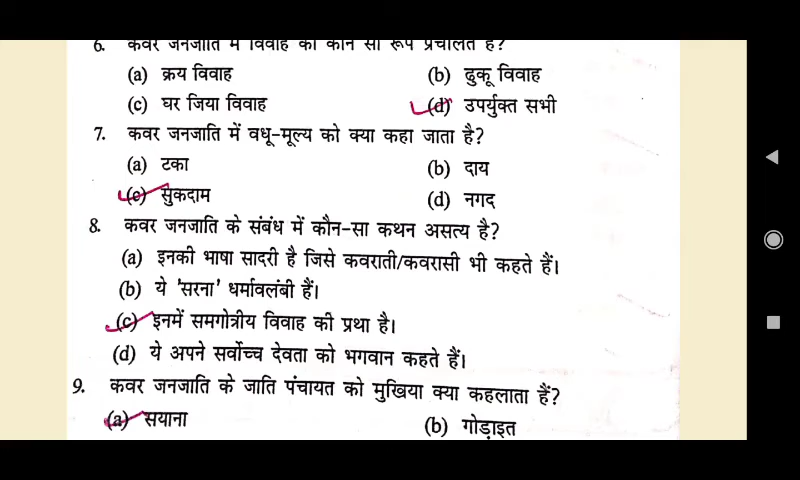 6. कवर जनजाति में विवाह का कौन सा रूप प्रचलित है?
(a) क्रय विवाह (b) ढुकू विवाह
(c) घर जिया विवाह (d) उपर्युक्त सभी
7. कवर जनजाति में वधू-मूल्य को क्या कहा जाता है?
(a) टका (b) दाय
(c) सुकदाम (d) नगद
8. कवर जनजाति के संबंध में कौन-सा कथन असत्य है?
(a) इनकी भाषा सादरी है जिसे कवराती/कवरासी भी कहते हैं।
(b) ये 'सरना' धर्मावलंबी हैं।
(c) इनमें समगोत्रीय विवाह की प्रथा है।
(d) ये अपने सर्वोच्च देवता को भगवान कहते हैं।
9. कवर जनजाति के जाति पंचायत को मुखिया क्या कहलाता हैं?
(a) सयाना (b) गोड़ाइत